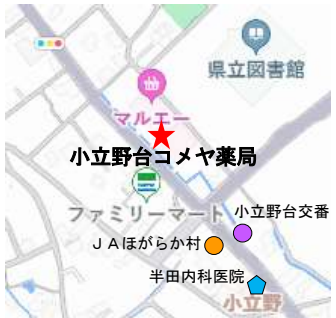 県立図書館
マルエー
小立野台コメヤ薬局
ファミリーマート
小立野台交番
JAほがらか村
半田内科医院
小立野